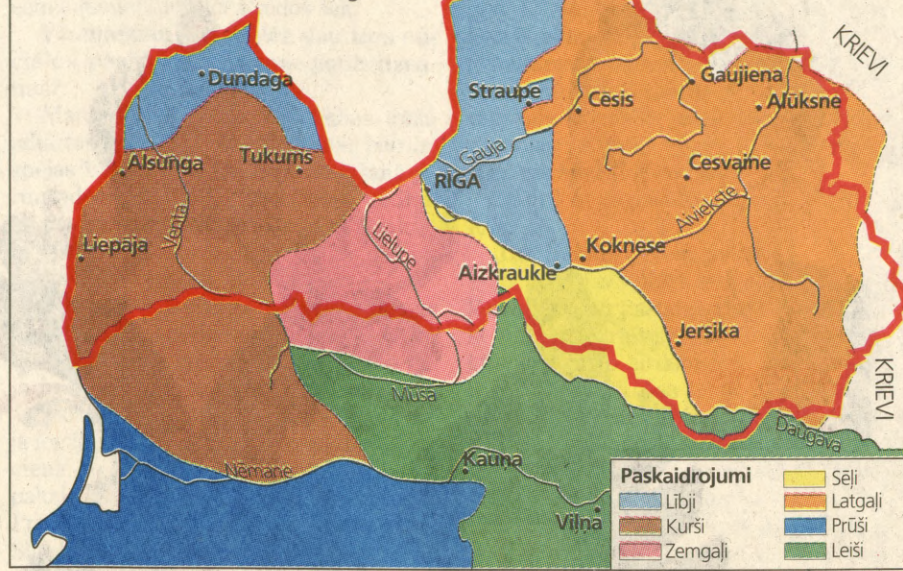 KRIEVI
Dundaga
Gaujiena
Straupe
Cēsis
Alūksne
Gauja
Alsunga
Tukums
Cesvaine
RĪGA
Aiviekste
Venta
Lielupe
Liepāja
Koknese
Aizkraukle
Jersika
KRIEVI
Mūsa
Daugava
Nēmane
Kauņa
Viļņa
Paskaidrojumi
Lībji
Kurši
Zemgaļi
Sēļi
Latgaļi
Prūši
Leiši